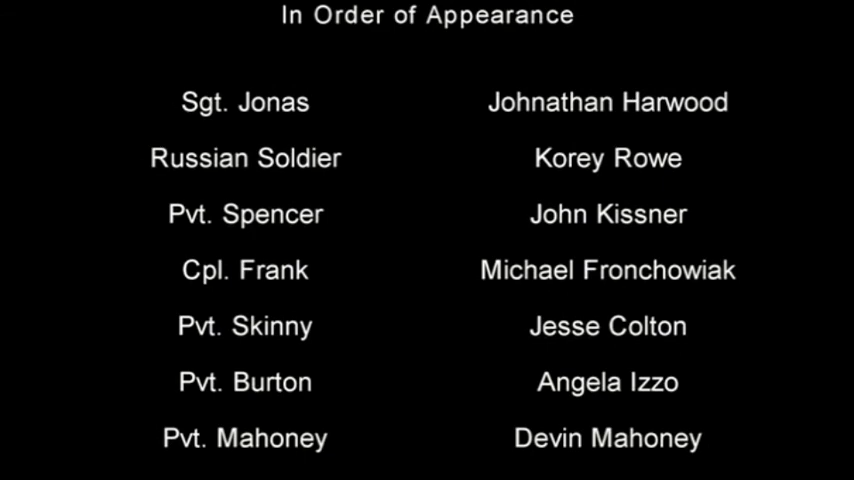 In Order of Appearance
Sgt. Jonas Johnathan Harwood
Russian Soldier Korey Rowe
Pvt. Spencer John Kissner
Cpl. Frank Michael Fronchowiak
Pvt. Skinny Jesse Colton
Pvt. Burton Angela Izzo
Pvt. Mahoney Devin Mahoney